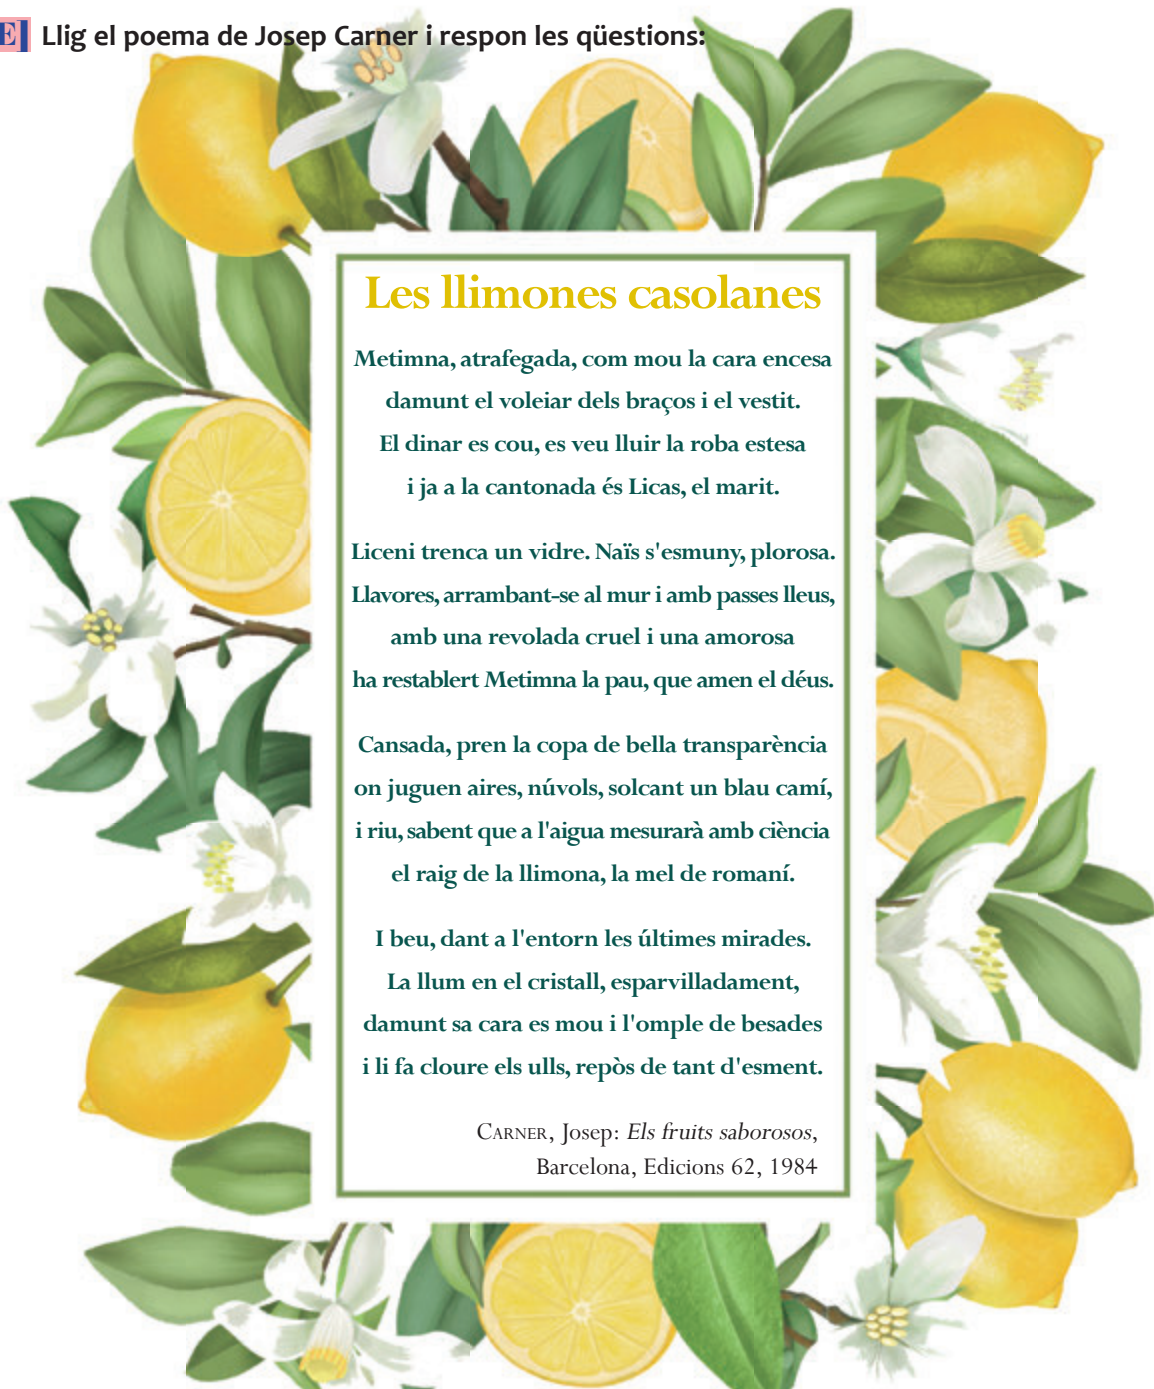 E Llig el poema de Josep Carner i respon les qüestions:
Les llimones casolanes
Metimna, atrafegada, com mou la cara encesa
damunt el voleiar dels braços i el vestit.
El dinar es cou, es veu lluir la roba estesa
i ja a la cantonada és Licas, el marit.
Liceni trenca un vidre. Naïs s'esmuny, plorosa.
Llavores, arrambant-se al mur i amb passes lleus,
amb una revolada cruel i una amorosa
ha restablert Metimna la pau, que amen el déus.
Cansada, pren la copa de bella transparència
on juguen aires, núvols, solcant un blau camí,
i riu, sabent que a l'aigua mesurarà amb ciència
el raig de la llimona, la mel de romaní.
I beu, dant a l'entorn les últimes mirades.
La llum en el cristall, esparvilladament,
damunt sa cara es mou i l'omple de besades
i li fa cloure els ulls, repòs de tant d'esment.
CARNER, Josep: Els fruits saborosos,
Barcelona, Edicions 62, 1984